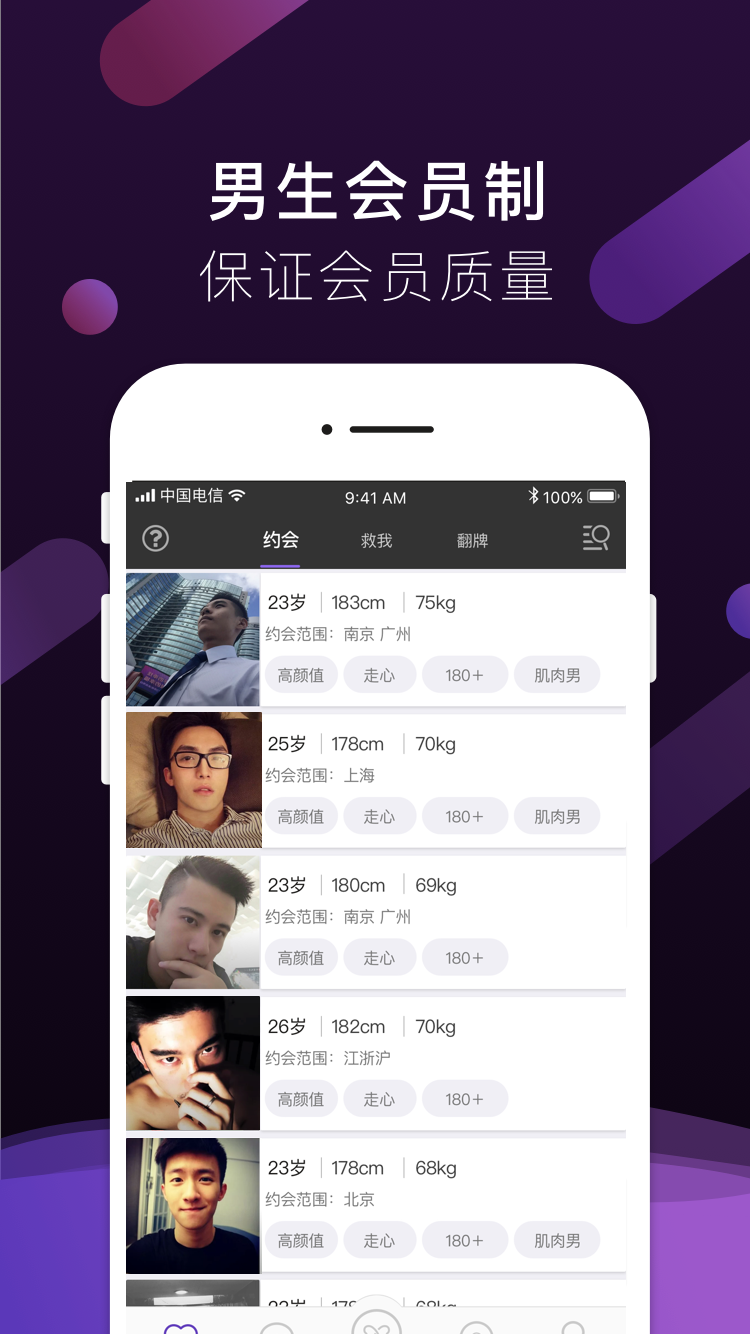 男生会员制
保证会员质量
中国电信 9:41 AM 100%
? 约会 救我 翻牌
23岁 183cm 75kg
约会范围：南京 广州
高颜值 走心 180+ 肌肉男
25岁 178cm 70kg
约会范围：上海
高颜值 走心 180+ 肌肉男
23岁 180cm 69kg
约会范围：南京 广州
高颜值 走心 180+
26岁 182cm 70kg
约会范围：江浙沪
高颜值 走心 180+
23岁 178cm 68kg
约会范围：北京
高颜值 走心 180+ 肌肉男